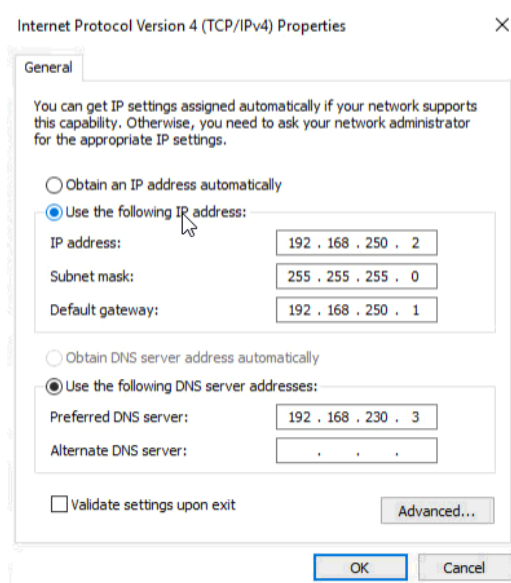 Internet Protocol Version 4 (TCP/IPv4) Properties
General
You can get IP settings assigned automatically if your network supports
this capability. Otherwise, you need to ask your network administrator
for the appropriate IP settings.
Obtain an IP address automatically
Use the following IP address:
IP address: 192 . 168 . 250 . 2
Subnet mask: 255 . 255 . 255 . 0
Default gateway: 192 . 168 . 250 . 1
Obtain DNS server address automatically
Use the following DNS server addresses:
Preferred DNS server: 192 . 168 . 230 . 3
Alternate DNS server: . . .
Validate settings upon exit
Advanced...
OK Cancel